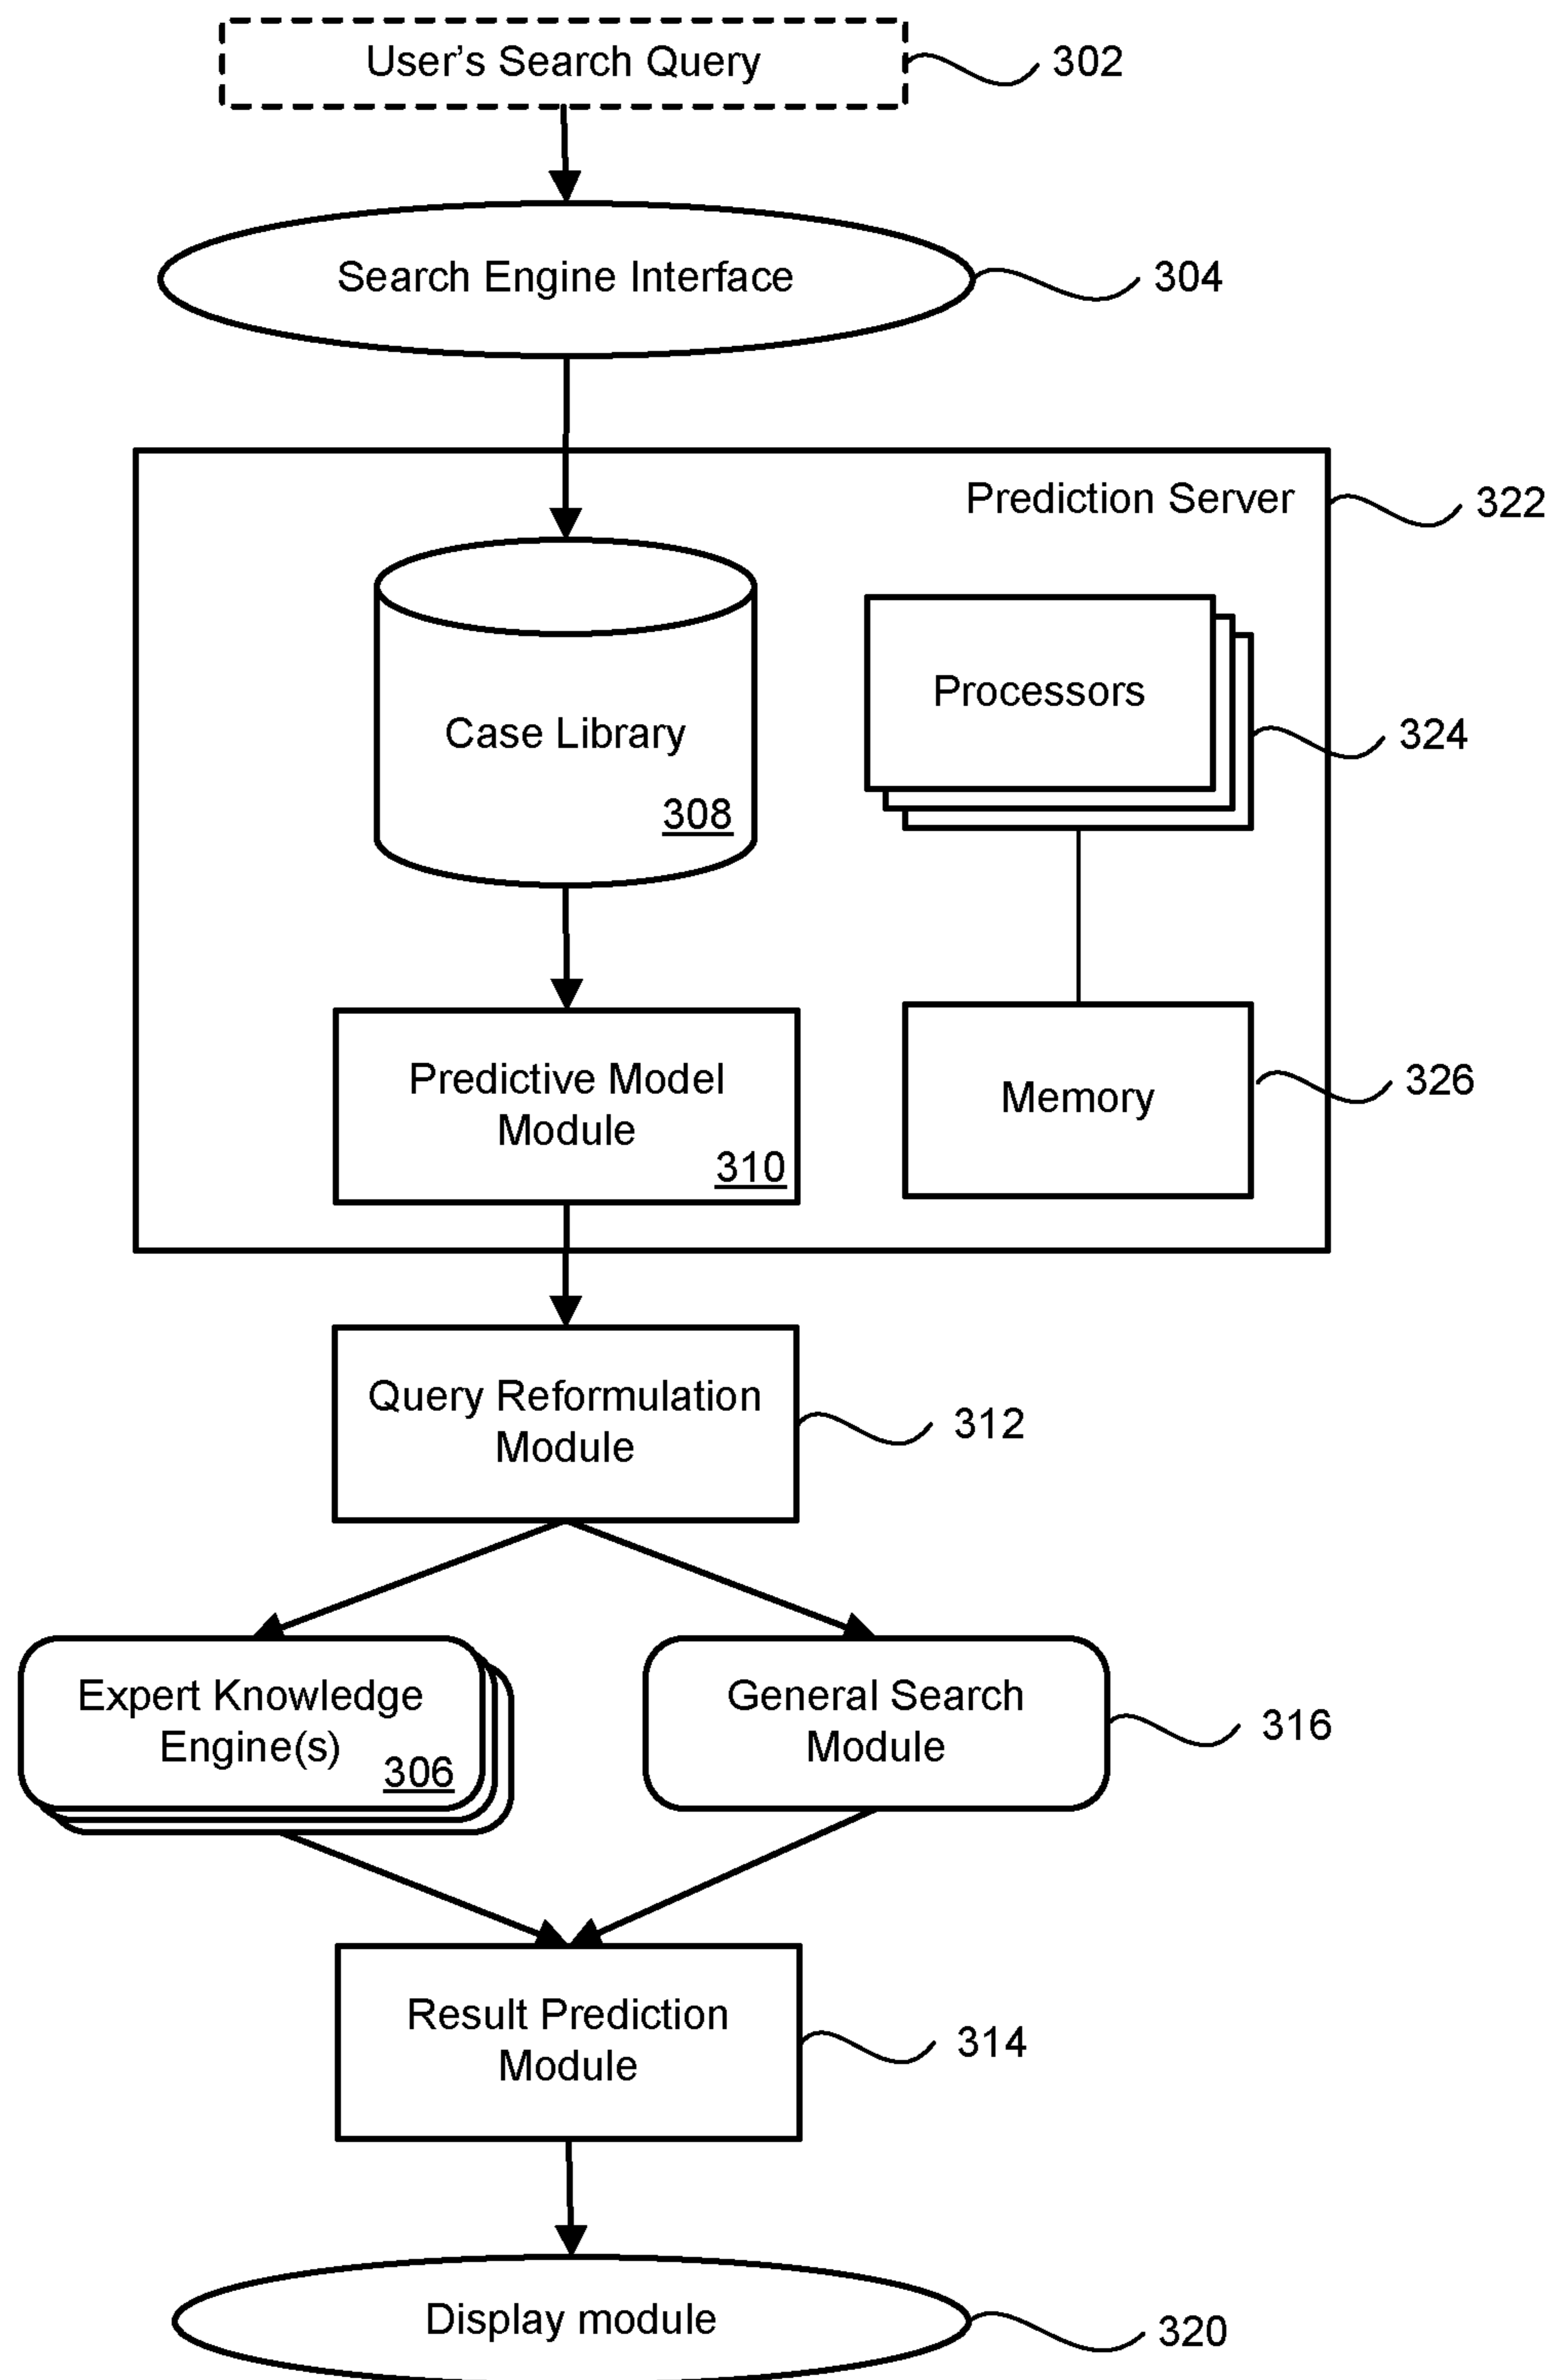 User's Search Query
302
Search Engine Interface
304
Prediction Server
322
Processors
Case Library
324
308
Predictive Model
Module
310
Memory
326
Query Reformulation
Module
312
Expert Knowledge
Engine(s)
306
General Search
Module
316
Result Prediction
Module
314
Display module
320